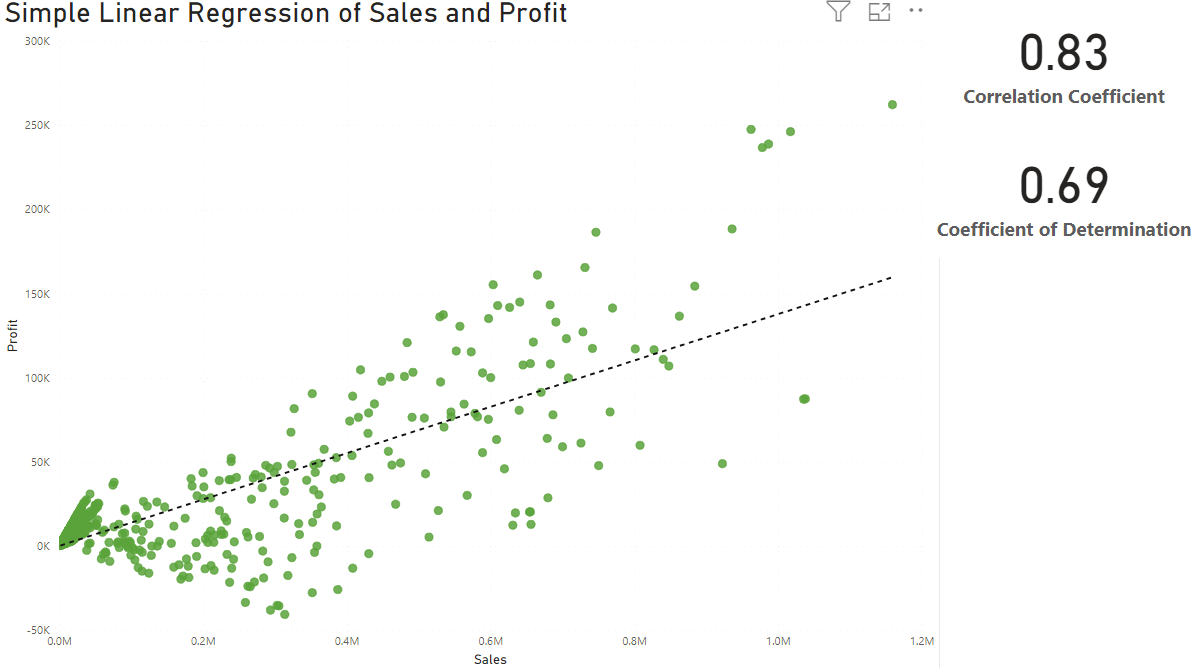 Simple Linear Regression of Sales and Profit
0.83
Correlation Coefficient
0.69
Coefficient of Determination
300K
250K
200K
150K
100K
50K
0K
-50K
Profit
0.0M 0.2M 0.4M 0.6M 0.8M 1.0M 1.2M
Sales